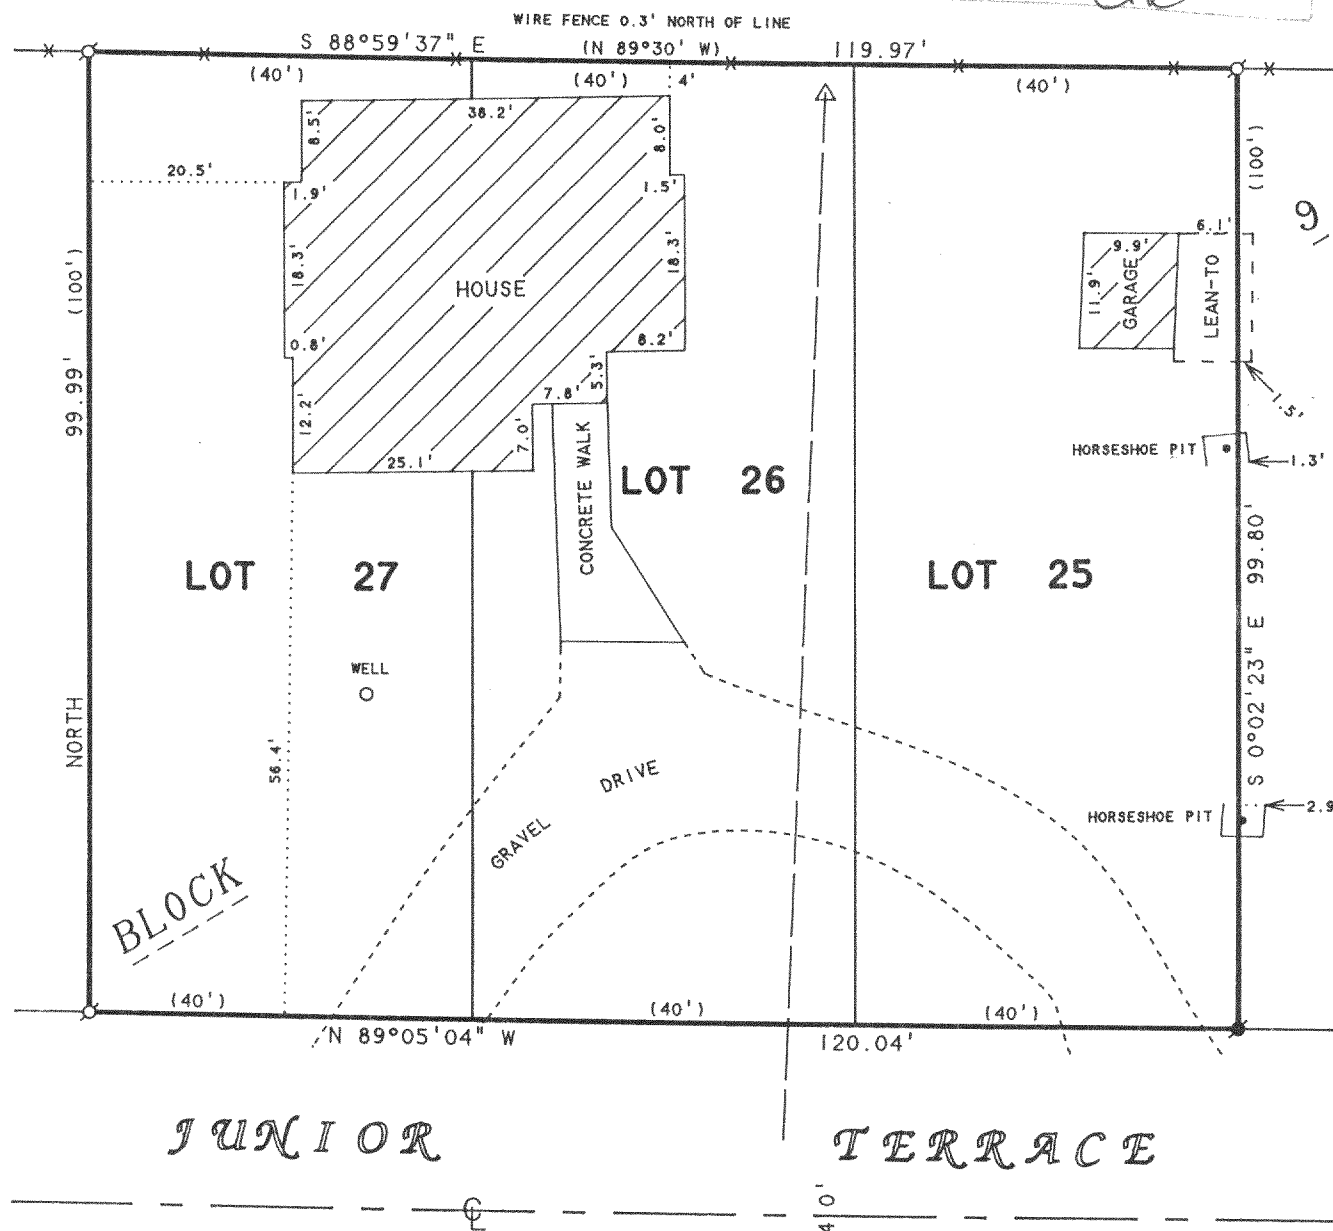 WIRE FENCE 0.3' NORTH OF LINE
S 88°59'37" E (N 89°30' W) 119.97'
(40') (40') 4' (40')
38.2'
8.5' 8.0'
(100')
20.5'
1.9' 1.5'
6.1'
9.9'
18.3' 18.3'
HOUSE
11.9'
GARAGE
LEAN-TO
99.99' (100')
0.8' 8.2'
5.3'
7.8'
12.2'
7.0'
25.1'
1.5'
HORSESHOE PIT 1.3'
CONCRETE WALK
LOT 26
LOT 27
LOT 25
S 0°02'23" E 99.80'
WELL
NORTH
56.4'
GRAVEL DRIVE
HORSESHOE PIT 2.9
BLOCK
(40') (40') (40')
N 89°05'04" W 120.04'
JUNIOR TERRACE